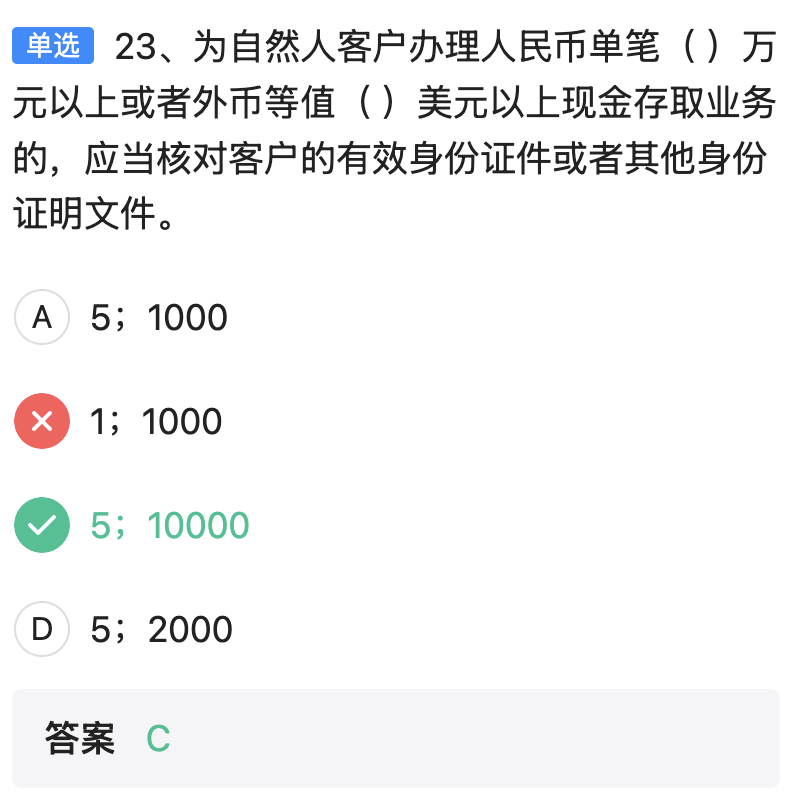 单选 23、为自然人客户办理人民币单笔（ ）万
元以上或者外币等值（ ）美元以上现金存取业务
的，应当核对客户的有效身份证件或者其他身份
证明文件。
A 5；1000
1；1000
5；10000
D 5；2000
答案 C